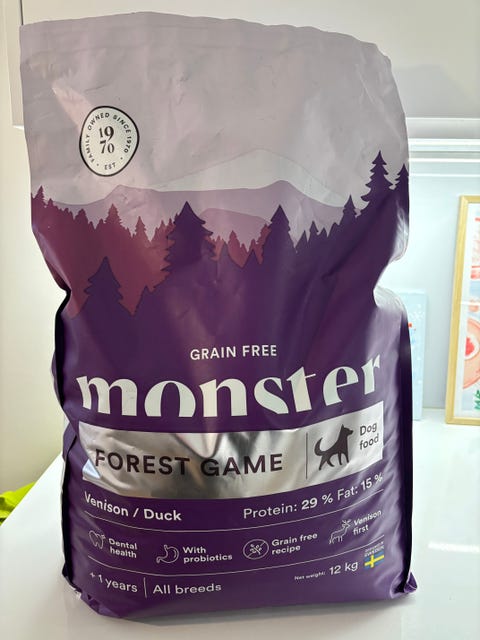 FAMILY OWNED SINCE 1970
19
70
EST
GRAIN FREE
monster
FOREST GAME
Dog
food
Venison / Duck
Protein: 29 % Fat: 15 %
Dental
health
With
probiotics
Grain free
recipe
Venison
first
+ 1 years
All breeds
Net weight: 12 kg
SWEDEN